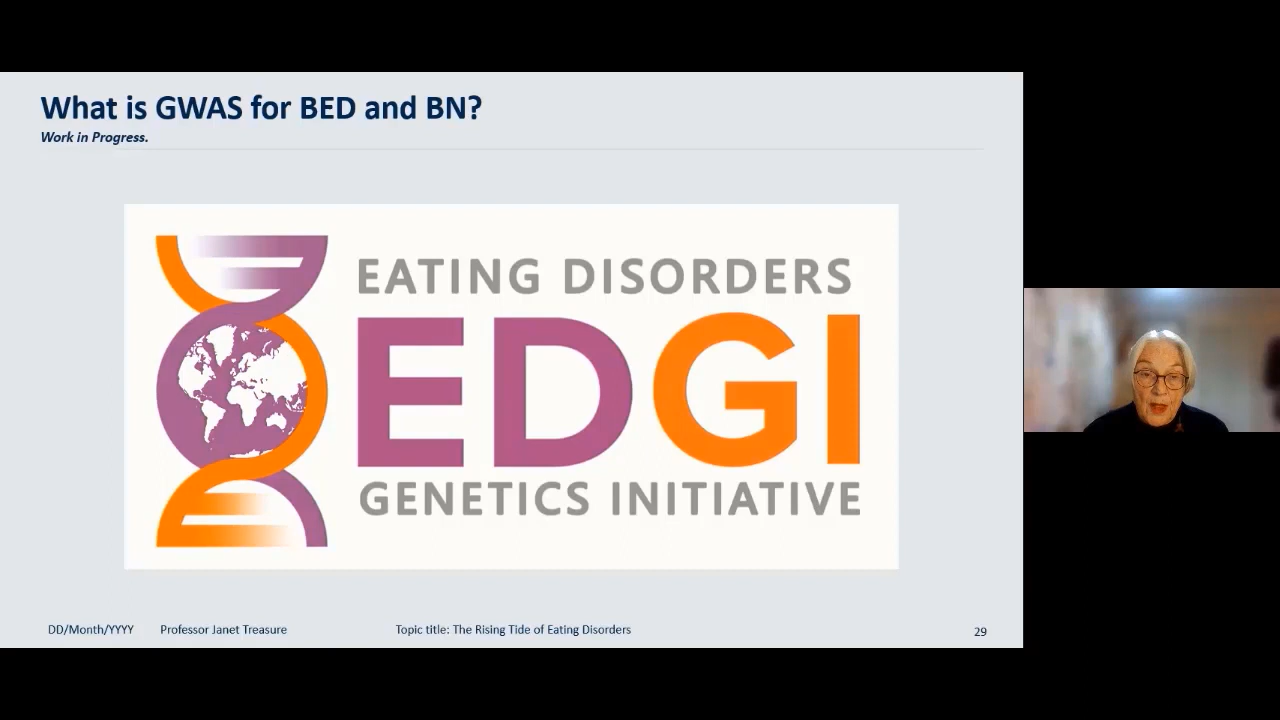 What is GWAS for BED and BN?
Work in Progress.
EATING DISORDERS
EDGI
GENETICS INITIATIVE
DD/Month/YYYY Professor Janet Treasure Topic title: The Rising Tide of Eating Disorders 29